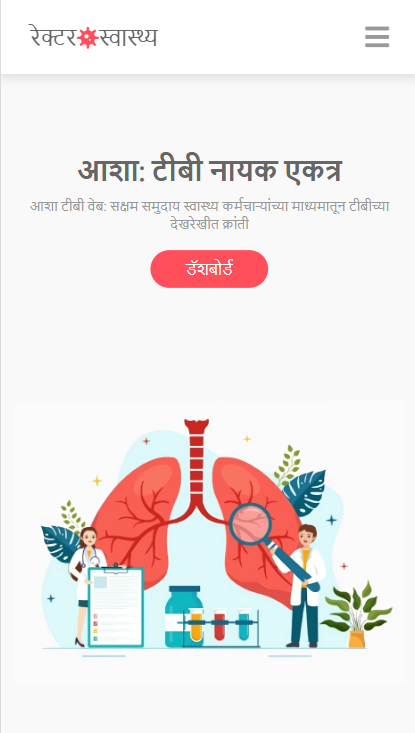 रेक्टर स्वास्थ्य
आशा: टीबी नायक एकत्र
आशा टीबी वेब: सक्षम समुदाय स्वास्थ्य कर्मचाऱ्यांच्या माध्यमातून टीबीच्या
देखरेखीत क्रांती
डॅशबोर्ड